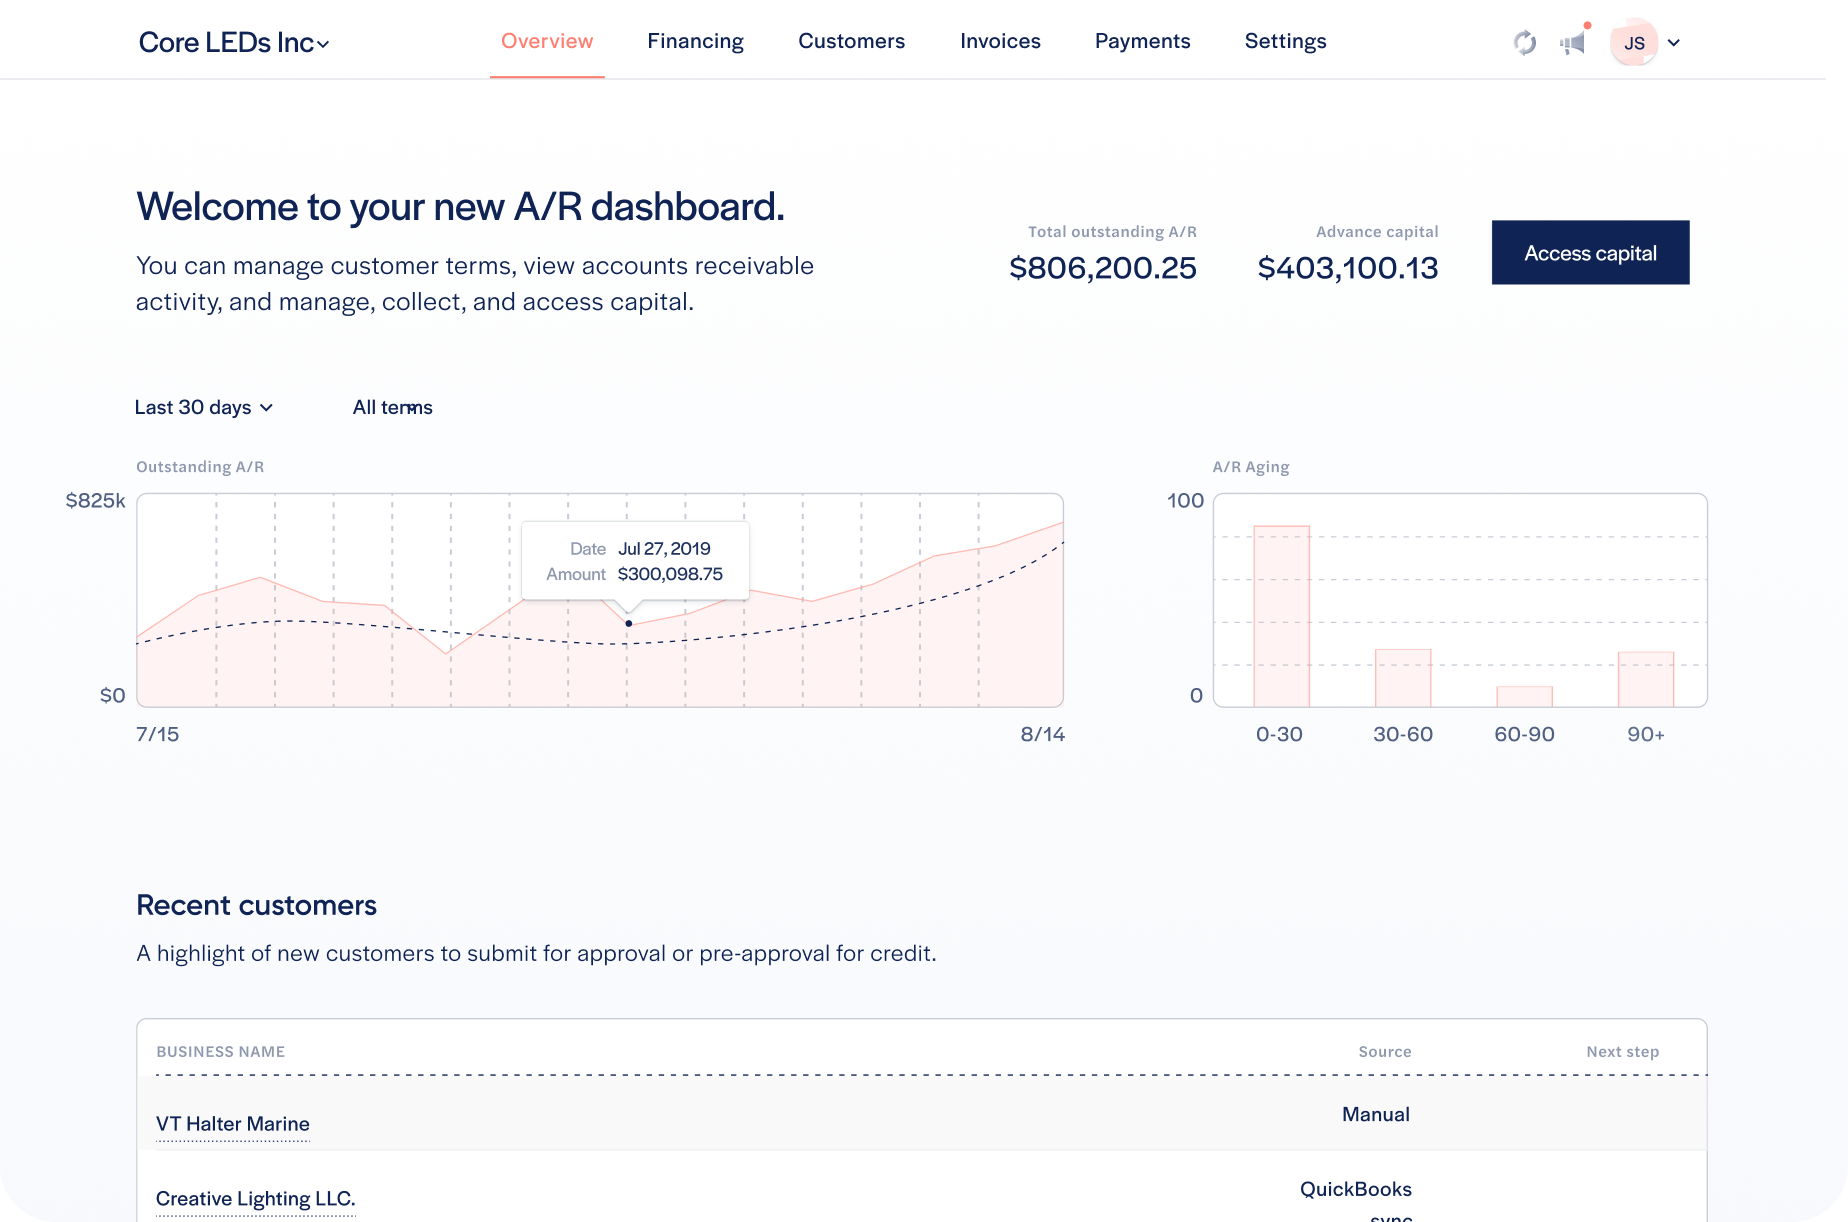 Core LEDs Inc
Overview
Financing
Customers
Invoices
Payments
Settings
JS
Welcome to your new A/R dashboard.
You can manage customer terms, view accounts receivable
activity, and manage, collect, and access capital.
Total outstanding A/R
$806,200.25
Advance capital
$403,100.13
Access capital
Last 30 days
All terms
Outstanding A/R
$825k
$0
Date Jul 27, 2019
Amount $300,098.75
7/15
8/14
A/R Aging
100
0
0-30
30-60
60-90
90+
Recent customers
A highlight of new customers to submit for approval or pre-approval for credit.
BUSINESS NAME
Source
Next step
VT Halter Marine
Manual
Creative Lighting LLC.
QuickBooks
sync